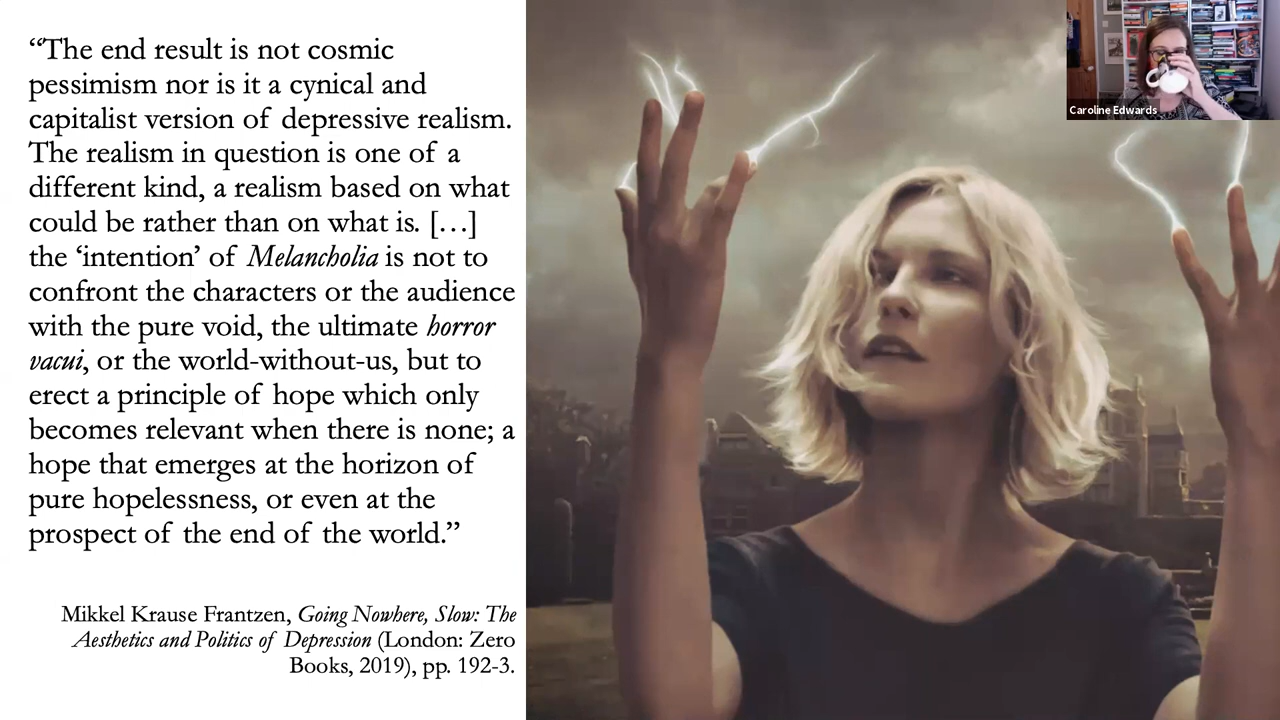 “The end result is not cosmic
pessimism nor is it a cynical and
capitalist version of depressive realism.
The realism in question is one of a
different kind, a realism based on what
could be rather than on what is. […]
the ‘intention’ of Melancholia is not to
confront the characters or the audience
with the pure void, the ultimate horror
vacui, or the world-without-us, but to
erect a principle of hope which only
becomes relevant when there is none; a
hope that emerges at the horizon of
pure hopelessness, or even at the
prospect of the end of the world.”
Mikkel Krause Frantzen, Going Nowhere, Slow: The
Aesthetics and Politics of Depression (London: Zero
Books, 2019), pp. 192-3.
Caroline Edwards